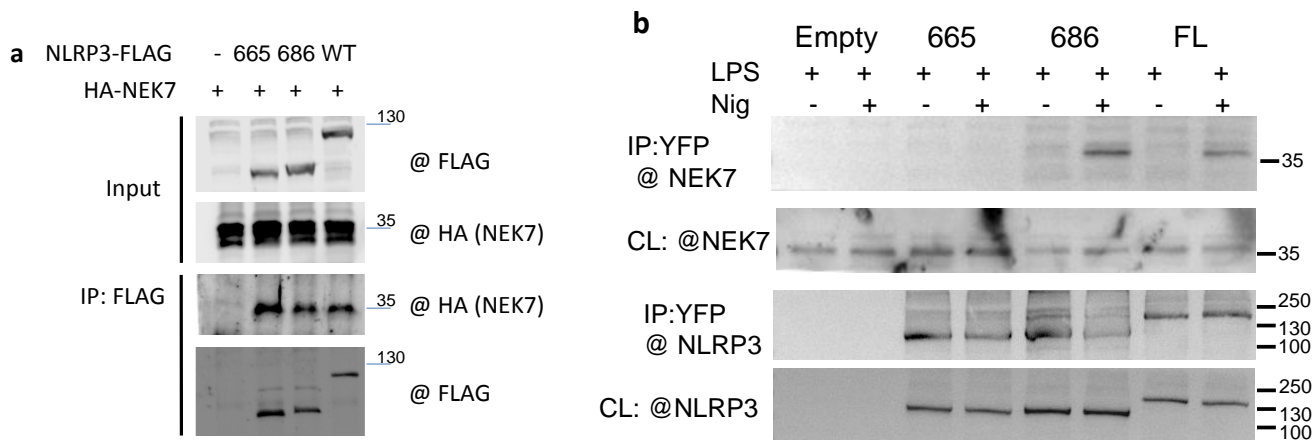 a
NLRP3-FLAG - 665 686 WT
HA-NEK7 + + + +
130
Input
@ FLAG
35
@ HA (NEK7)
IP: FLAG
35
@ HA (NEK7)
130
@ FLAG
b
Empty 665 686 FL
LPS + + + + + + + +
Nig - + - + - + - +
IP:YFP
@ NEK7
35
CL: @NEK7
35
IP:YFP
@ NLRP3
250
130
100
CL: @NLRP3
250
130
100